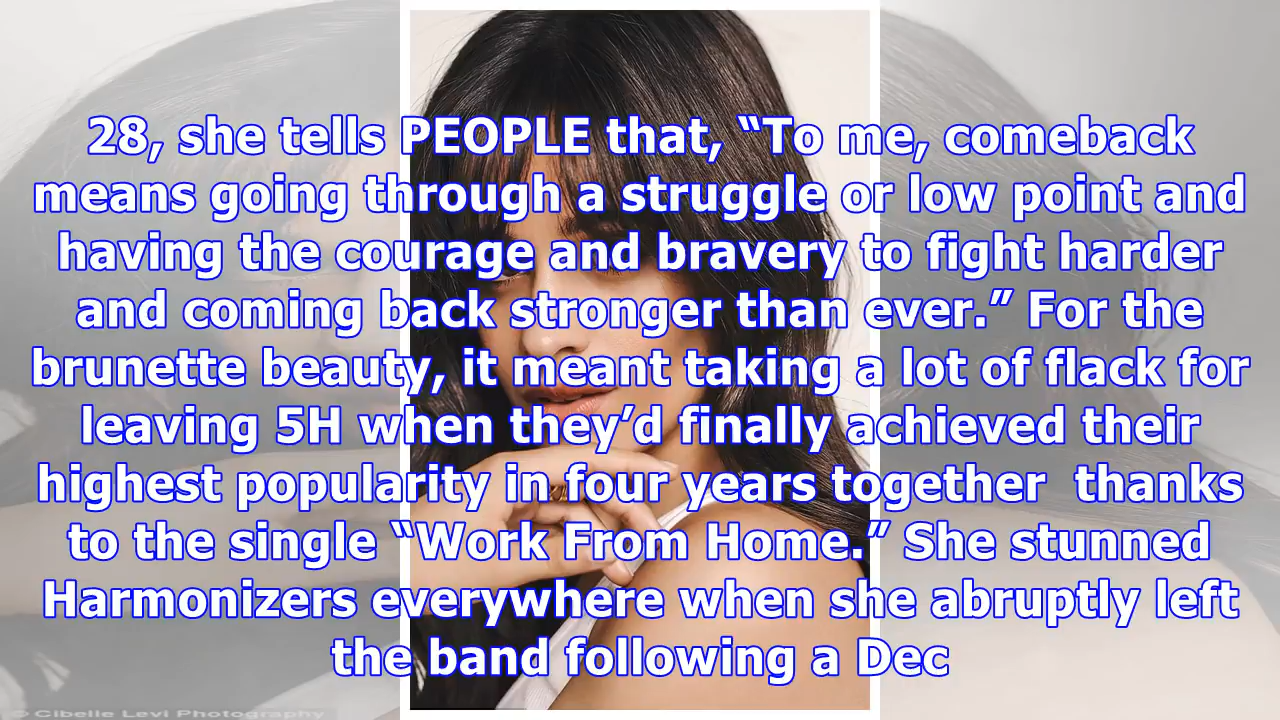 28, she tells PEOPLE that, “To me, comeback
means going through a struggle or low point and
having the courage and bravery to fight harder
and coming back stronger than ever.” For the
brunette beauty, it meant taking a lot of flack for
leaving 5H when they’d finally achieved their
highest popularity in four years together  thanks
to the single “Work From Home.” She stunned
Harmonizers everywhere when she abruptly left
the band following a Dec
© Cibelle Levi Photography